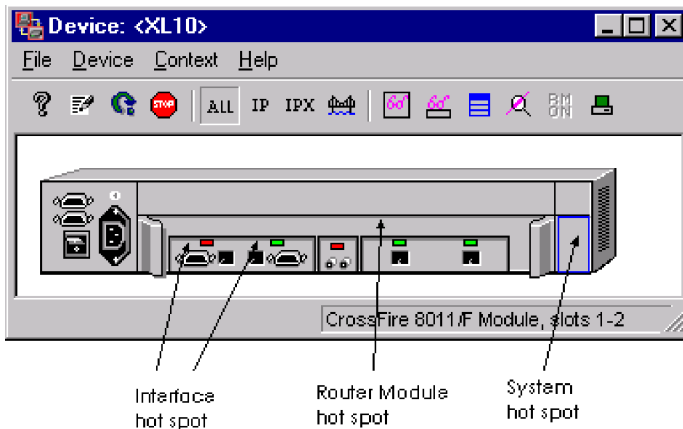 Device: <XL10>
File Device Context Help
STOP ALL IP IPX BM ON
CrossFire 8011/F Module, slots 1-2
Interface hot spot
Router Module hot spot
System hot spot